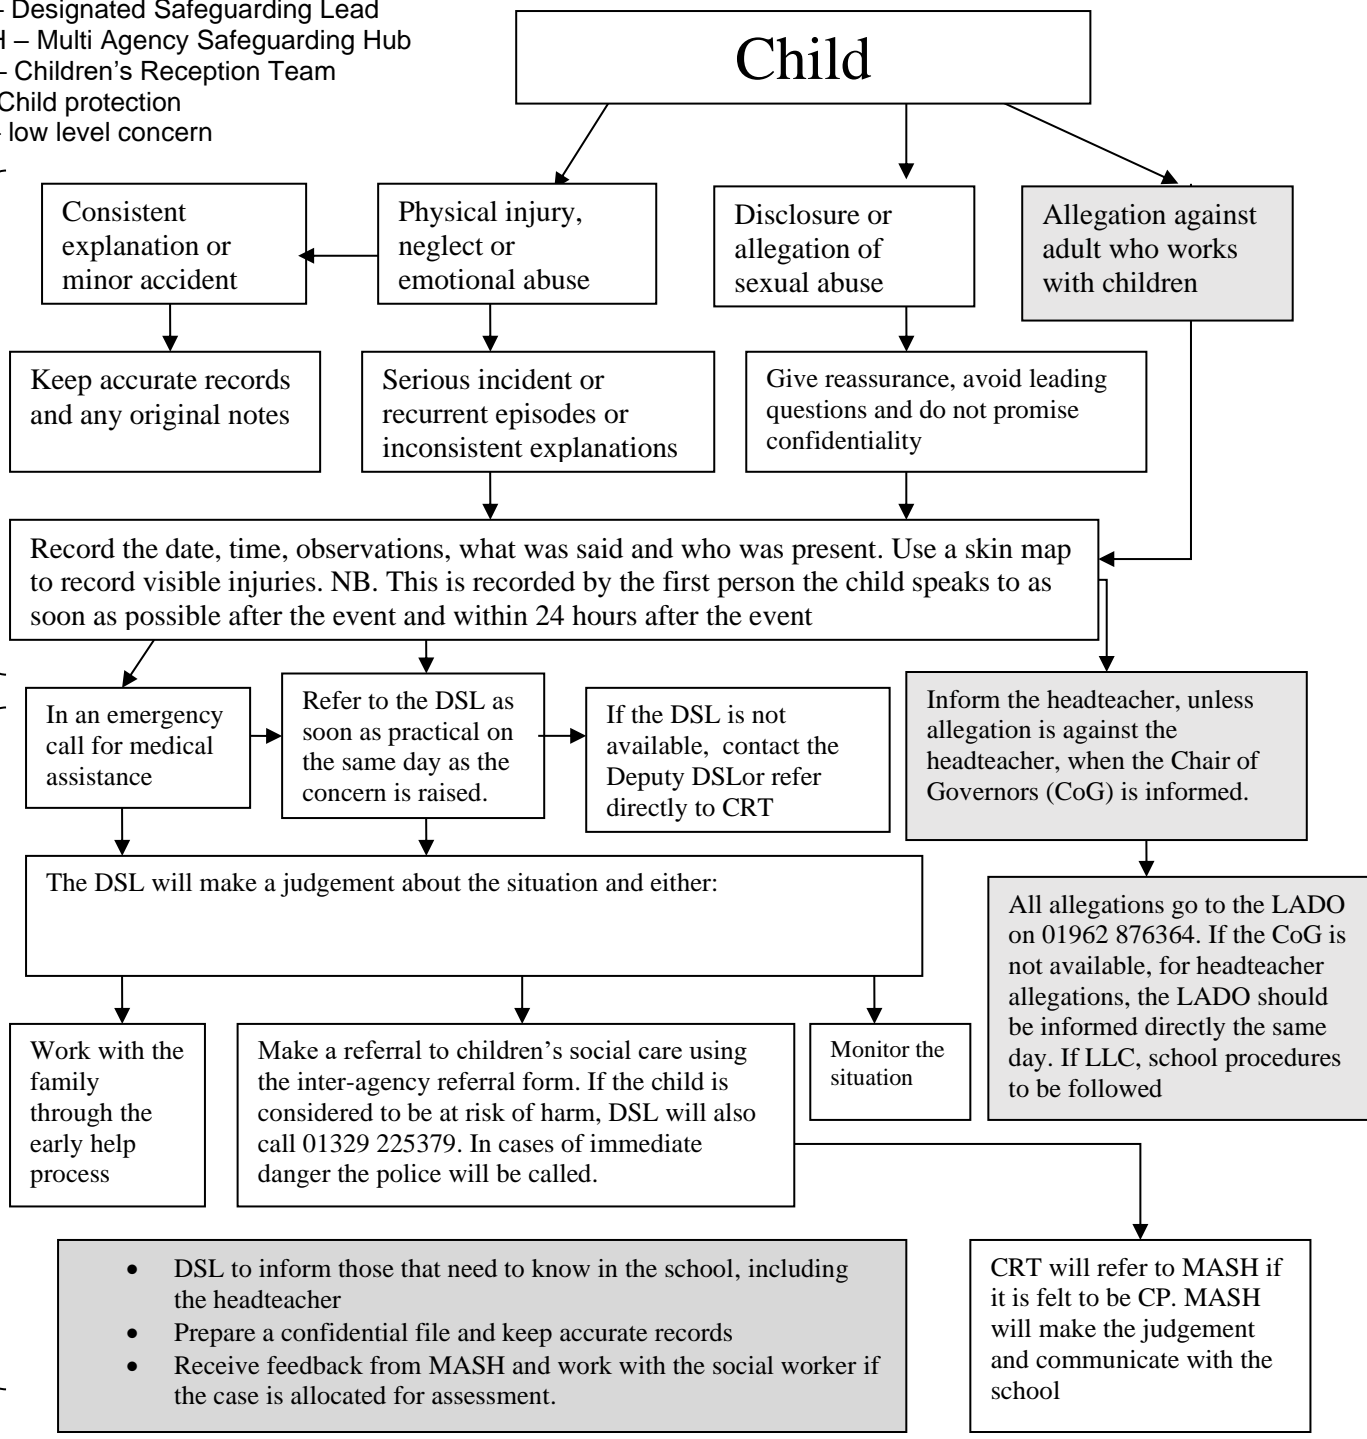 – Designated Safeguarding Lead
H – Multi Agency Safeguarding Hub
– Children’s Reception Team
Child protection
– low level concern
Child
Consistent
explanation or
minor accident
Physical injury,
neglect or
emotional abuse
Disclosure or
allegation of
sexual abuse
Allegation against
adult who works
with children
Keep accurate records
and any original notes
Serious incident or
recurrent episodes or
inconsistent explanations
Give reassurance, avoid leading
questions and do not promise
confidentiality
Record the date, time, observations, what was said and who was present. Use a skin map
to record visible injuries. NB. This is recorded by the first person the child speaks to as
soon as possible after the event and within 24 hours after the event
In an emergency
call for medical
assistance
Refer to the DSL as
soon as practical on
the same day as the
concern is raised.
If the DSL is not
available, contact the
Deputy DSLor refer
directly to CRT
Inform the headteacher, unless
allegation is against the
headteacher, when the Chair of
Governors (CoG) is informed.
The DSL will make a judgement about the situation and either:
All allegations go to the LADO
on 01962 876364. If the CoG is
not available, for headteacher
allegations, the LADO should
be informed directly the same
day. If LLC, school procedures
to be followed
Work with the
family
through the
early help
process
Make a referral to children’s social care using
the inter-agency referral form. If the child is
considered to be at risk of harm, DSL will also
call 01329 225379. In cases of immediate
danger the police will be called.
Monitor the
situation
• DSL to inform those that need to know in the school, including
the headteacher
• Prepare a confidential file and keep accurate records
• Receive feedback from MASH and work with the social worker if
the case is allocated for assessment.
CRT will refer to MASH if
it is felt to be CP. MASH
will make the judgement
and communicate with the
school